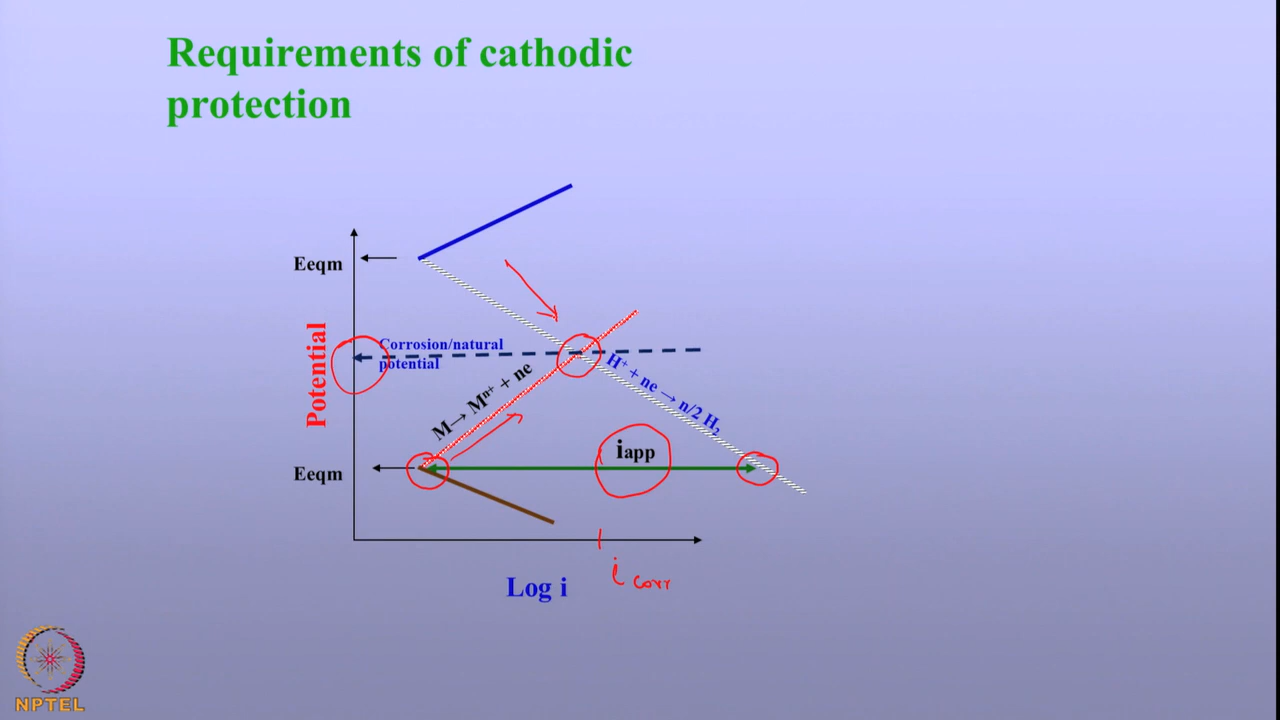 Requirements of cathodic
protection
Eeqm
Potential
Corrosion/natural
potential
M→ Mⁿ⁺ + ne
H⁺ + ne → n/2 H₂
iapp
Eeqm
i corr
Log i
NPTEL